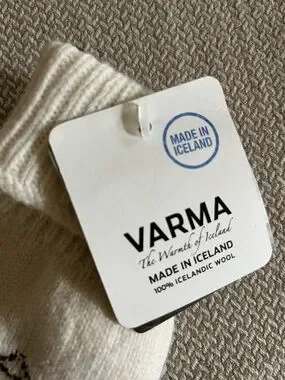 MADE IN
ICELAND
VARMA
The Warmth of Iceland
MADE IN ICELAND
100% ICELANDIC WOOL